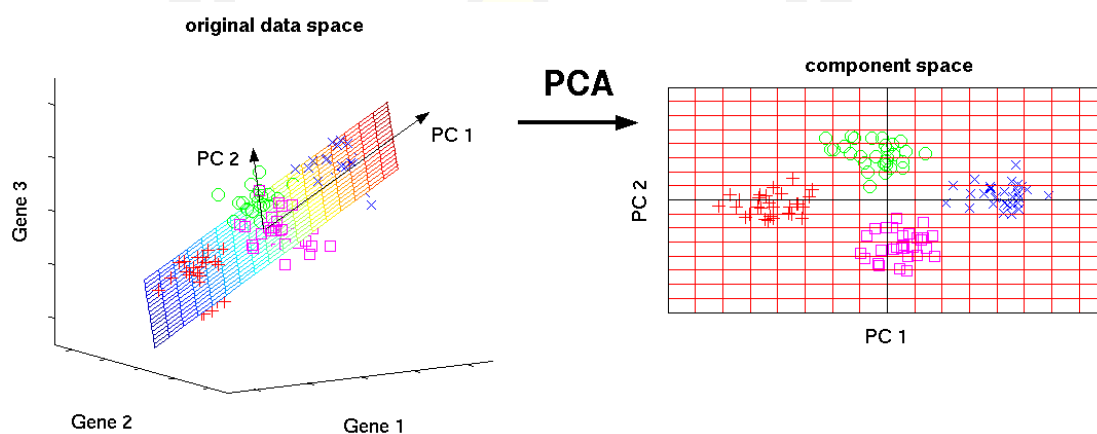 original data space
PCA
component space
PC 1
PC 2
Gene 3
PC 2
Gene 2
Gene 1
PC 1